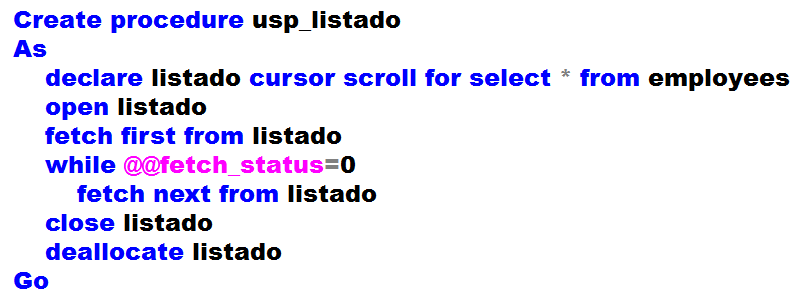 Create procedure usp_listado
As
declare listado cursor scroll for select * from employees
open listado
fetch first from listado
while @@fetch_status=0
fetch next from listado
close listado
deallocate listado
Go